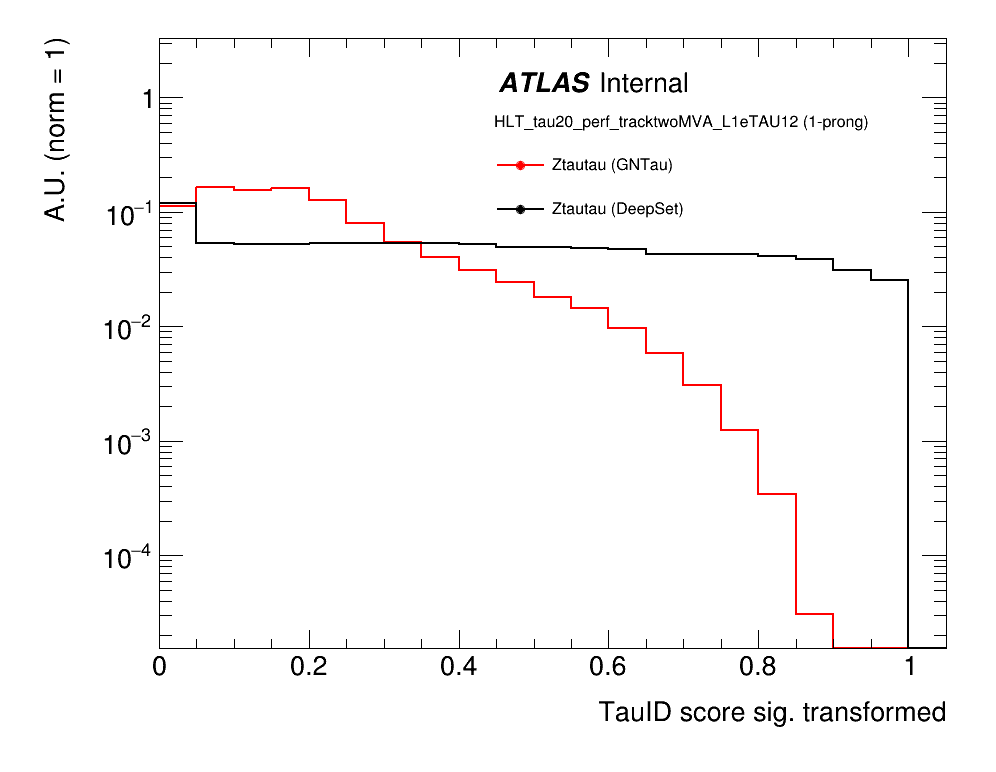 A.U. (norm = 1)
ATLAS Internal
HLT_tau20_perf_tracktwoMVA_L1eTAU12 (1-prong)
Ztautau (GNTau)
Ztautau (DeepSet)
1
10⁻¹
10⁻²
10⁻³
10⁻⁴
0 0.2 0.4 0.6 0.8 1
TauID score sig. transformed